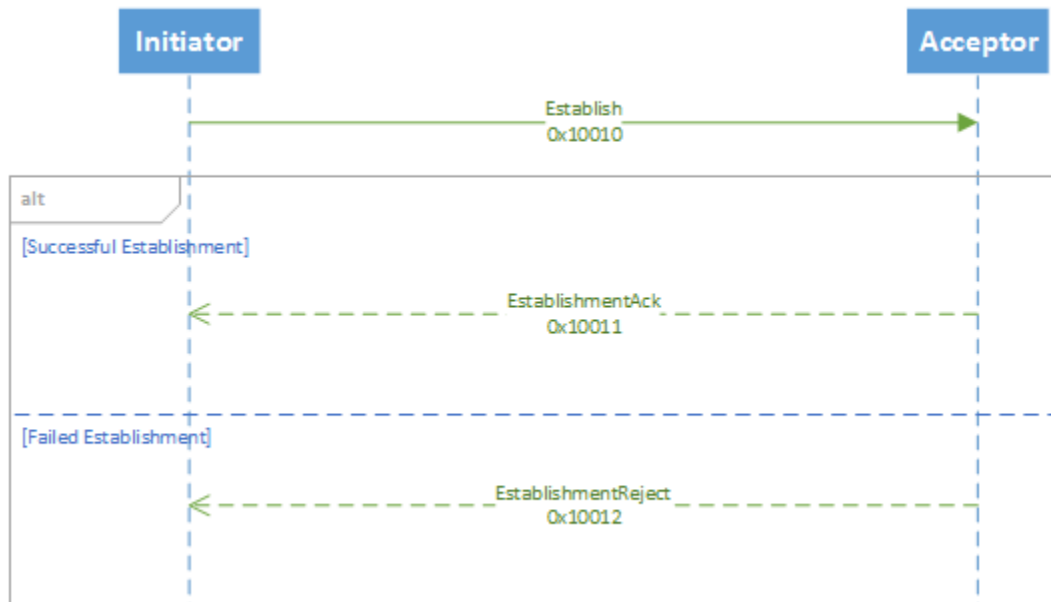 Initiator
Acceptor
Establish
0x10010
alt
[Successful Establishment]
EstablishmentAck
0x10011
[Failed Establishment]
EstablishmentReject
0x10012